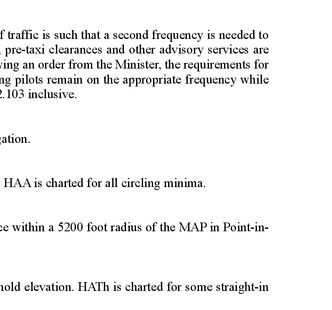 traffic is such that a second frequency is needed to
pre-taxi clearances and other advisory services are
ving an order from the Minister, the requirements for
ng pilots remain on the appropriate frequency while
2.103 inclusive.
gation.
HAA is charted for all circling minima.
ce within a 5200 foot radius of the MAP in Point-in-
hold elevation. HATh is charted for some straight-in